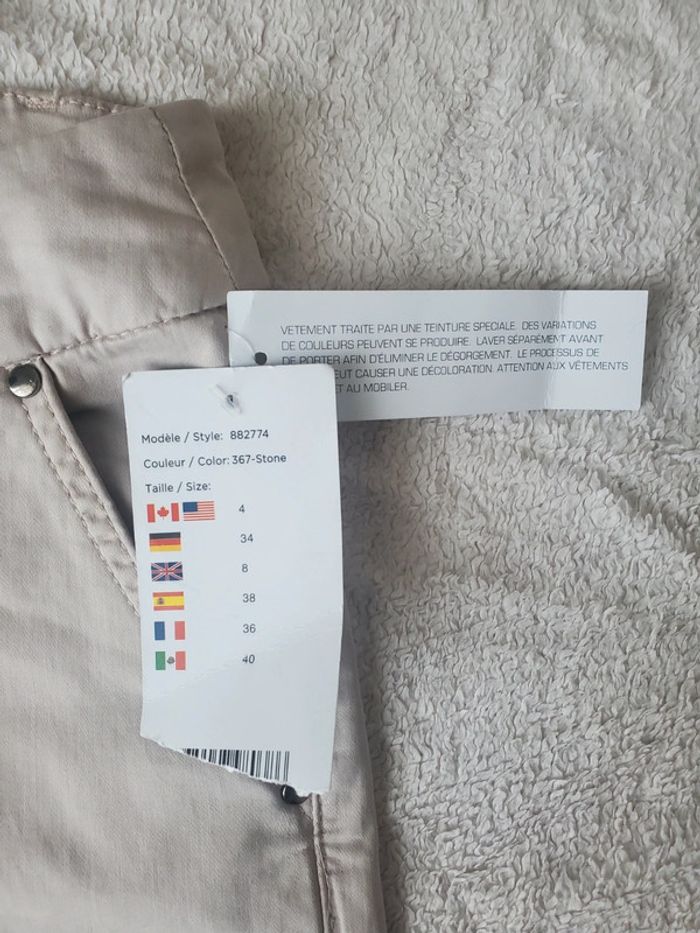 VETEMENT TRAITE PAR UNE TEINTURE SPECIALE. DES VARIATIONS
DE COULEURS PEUVENT SE PRODUIRE. LAVER SÉPARÉMENT AVANT
DE PORTER AFIN D'ÉLIMINER LE DÉGORGEMENT. LE PROCESSUS DE
PEUT CAUSER UNE DÉCOLORATION. ATTENTION AUX VÊTEMENTS
ET AU MOBILER.
Modèle / Style: 882774
Couleur / Color: 367-Stone
Taille / Size:
4
34
8
38
36
40